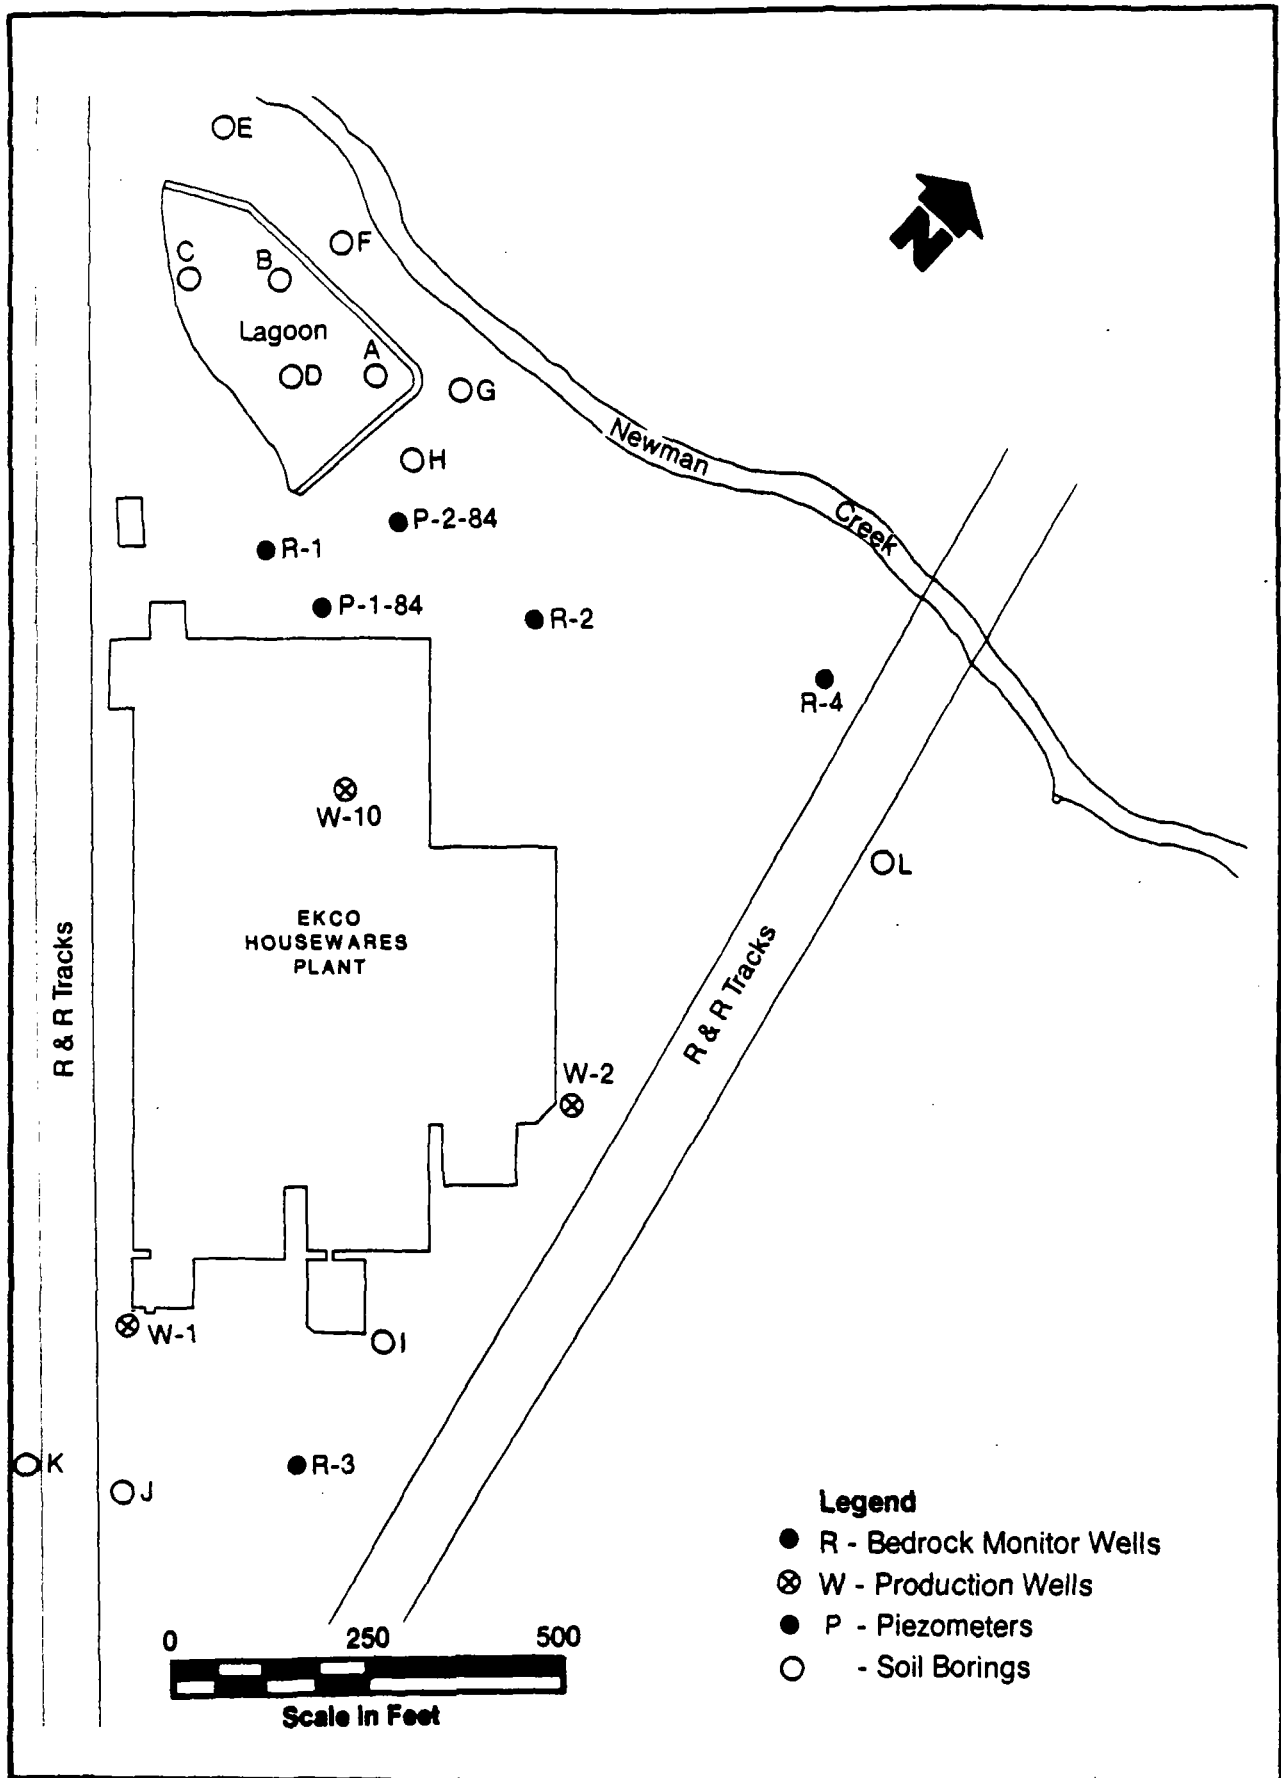 E
N
F
C
B
Lagoon
A
D
G
H
Newman
Creek
P-2-84
R-1
P-1-84
R-2
R-4
W-10
L
EKCO
HOUSEWARES
PLANT
R & R Tracks
R & R Tracks
W-2
W-1
I
K
R-3
J
Legend
R - Bedrock Monitor Wells
W - Production Wells
P - Piezometers
- Soil Borings
0 250 500
Scale in Feet